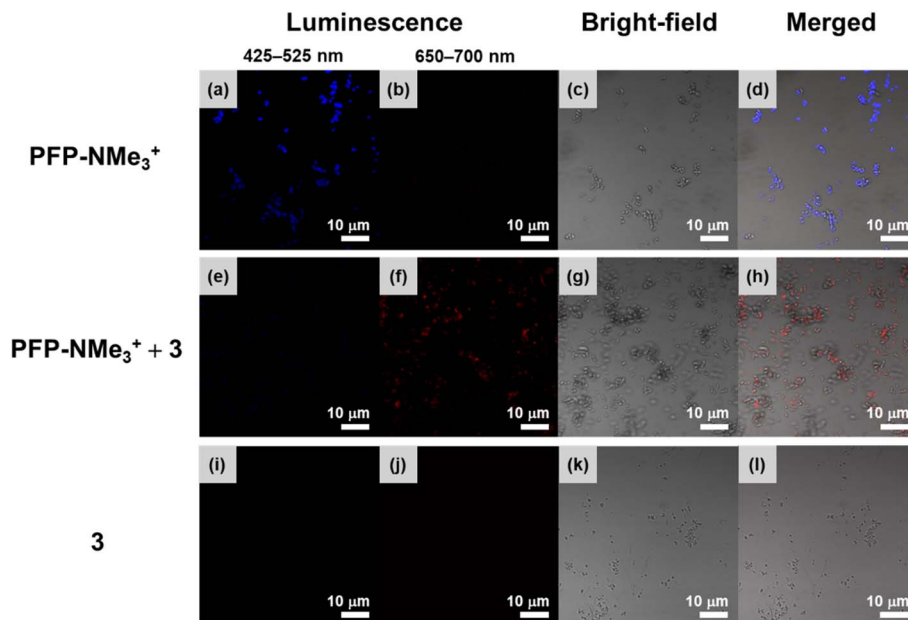 Luminescence Bright-field Merged
425–525 nm 650–700 nm
(a) (b) (c) (d)
PFP-NMe₃⁺
10 μm 10 μm 10 μm 10 μm
(e) (f) (g) (h)
PFP-NMe₃⁺ + 3
10 μm 10 μm 10 μm 10 μm
(i) (j) (k) (l)
3
10 μm 10 μm 10 μm 10 μm